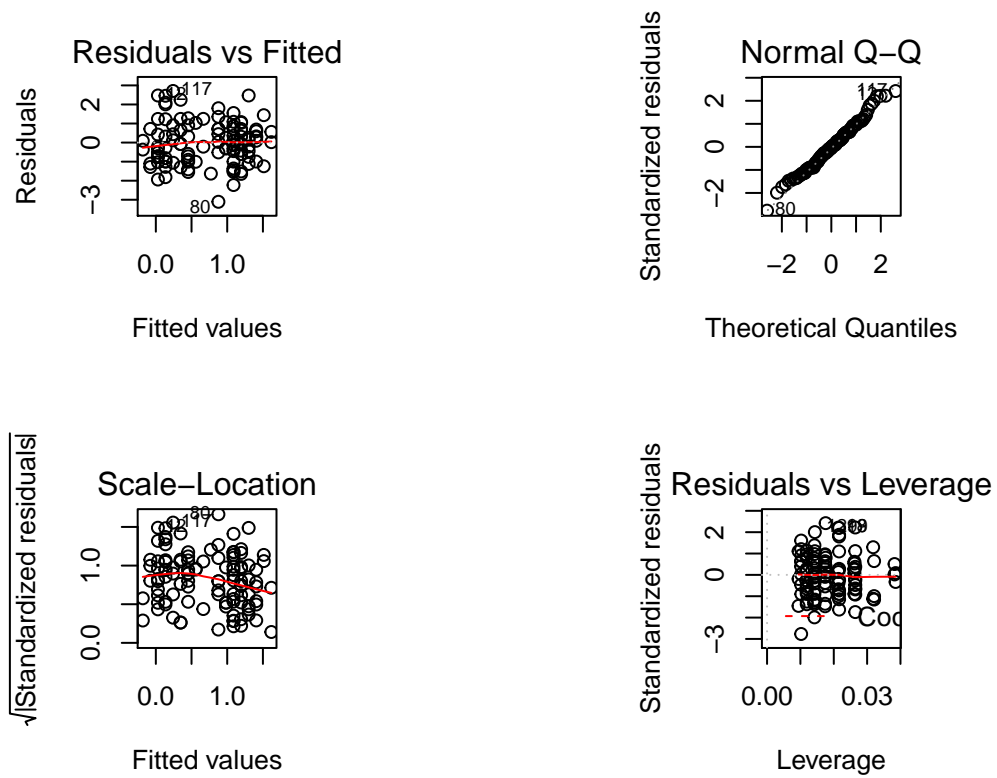 Residuals vs Fitted
Residuals
−3
0
2
117
80
0.0 1.0
Fitted values
Normal Q−Q
Standardized residuals
−2
0
2
80
−2 0 2
Theoretical Quantiles
Scale−Location
√|Standardized residuals|
0.0
1.0
80
117
0.0 1.0
Fitted values
Residuals vs Leverage
Standardized residuals
−3
0
2
Coo
0.00 0.03
Leverage